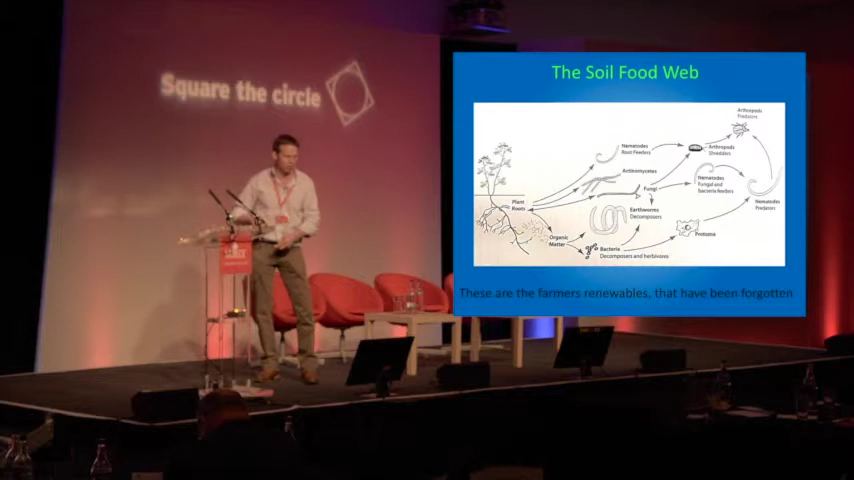 Square the circle
The Soil Food Web
Arthropods
Predators
Nematodes
Root Feeders
Arthropods
Shredders
Actinomycetes
Fungi
Nematodes
Fungal and
bacteria feeders
Plant
Roots
Earthworms
Decomposers
Nematodes
Predators
Organic
Matter
Bacteria
Decomposers and herbivores
Protozoa
These are the farmers renewables, that have been forgotten